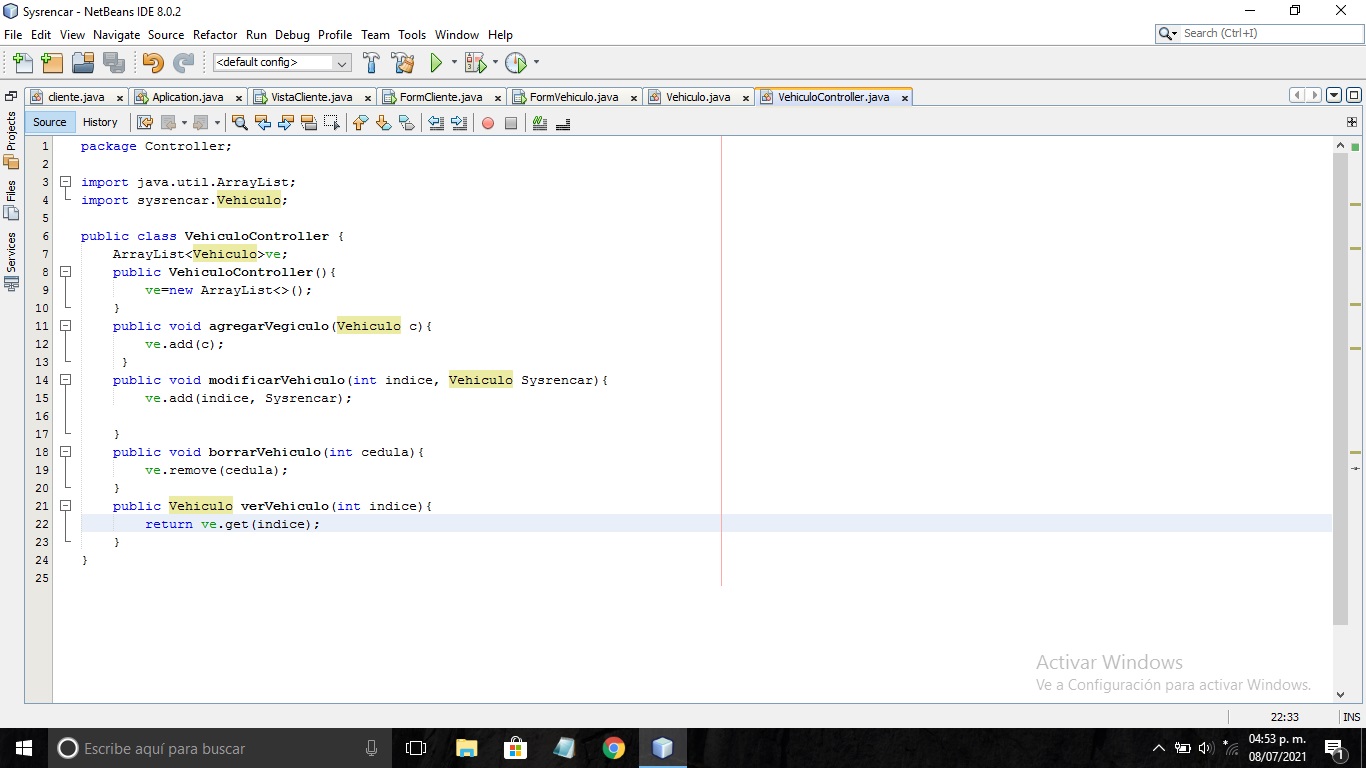 Sysrencar - NetBeans IDE 8.0.2
File Edit View Navigate Source Refactor Run Debug Profile Team Tools Window Help
Search (Ctrl+I)
<default config>
cliente.java Aplication.java VistaCliente.java FormCliente.java FormVehiculo.java Vehiculo.java VehiculoController.java
Projects
Files
Services
Source History
1 package Controller;
2
3 import java.util.ArrayList;
4 import sysrencar.Vehiculo;
5
6 public class VehiculoController {
7 ArrayList<Vehiculo>ve;
8 public VehiculoController(){
9 ve=new ArrayList<>();
10 }
11 public void agregarVegiculo(Vehiculo c){
12 ve.add(c);
13 }
14 public void modificarVehiculo(int indice, Vehiculo Sysrencar){
15 ve.add(indice, Sysrencar);
16
17 }
18 public void borrarVehiculo(int cedula){
19 ve.remove(cedula);
20 }
21 public Vehiculo verVehiculo(int indice){
22 return ve.get(indice);
23 }
24 }
25
Activar Windows
Ve a Configuración para activar Windows.
22:33 INS
Escribe aquí para buscar
04:53 p. m.
08/07/2021
1